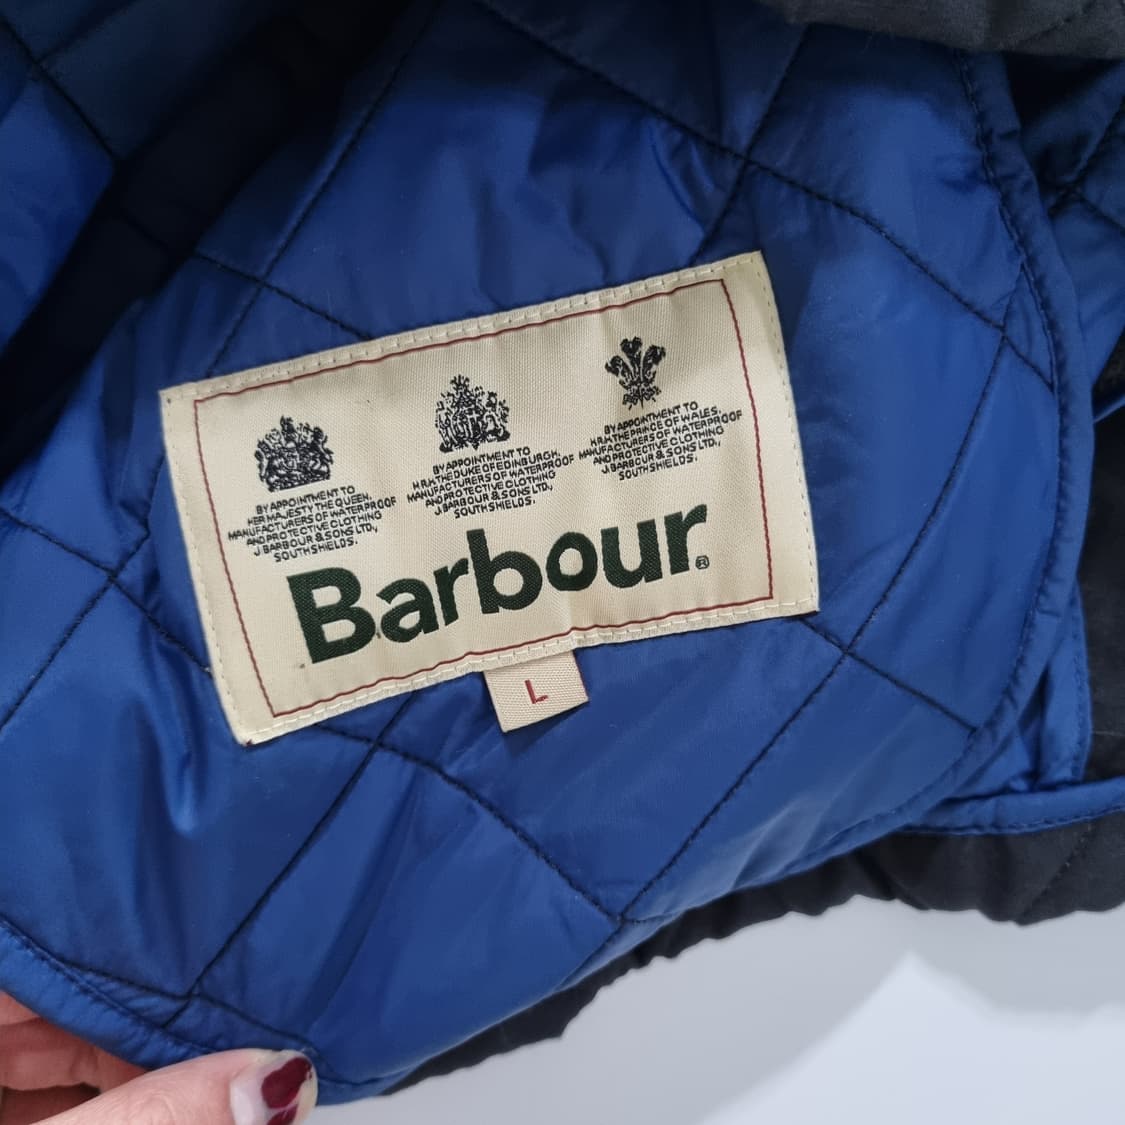 BY APPOINTMENT TO
HER MAJESTY THE QUEEN,
MANUFACTURERS OF WATERPROOF
AND PROTECTIVE CLOTHING
J. BARBOUR & SONS LTD.,
SOUTH SHIELDS.
BY APPOINTMENT TO
H.R.H. THE DUKE OF EDINBURGH,
MANUFACTURERS OF WATERPROOF
AND PROTECTIVE CLOTHING
J. BARBOUR & SONS LTD.,
SOUTH SHIELDS.
BY APPOINTMENT TO
H.R.H. THE PRINCE OF WALES,
MANUFACTURERS OF WATERPROOF
AND PROTECTIVE CLOTHING
J. BARBOUR & SONS LTD.,
SOUTH SHIELDS.
Barbour®
L